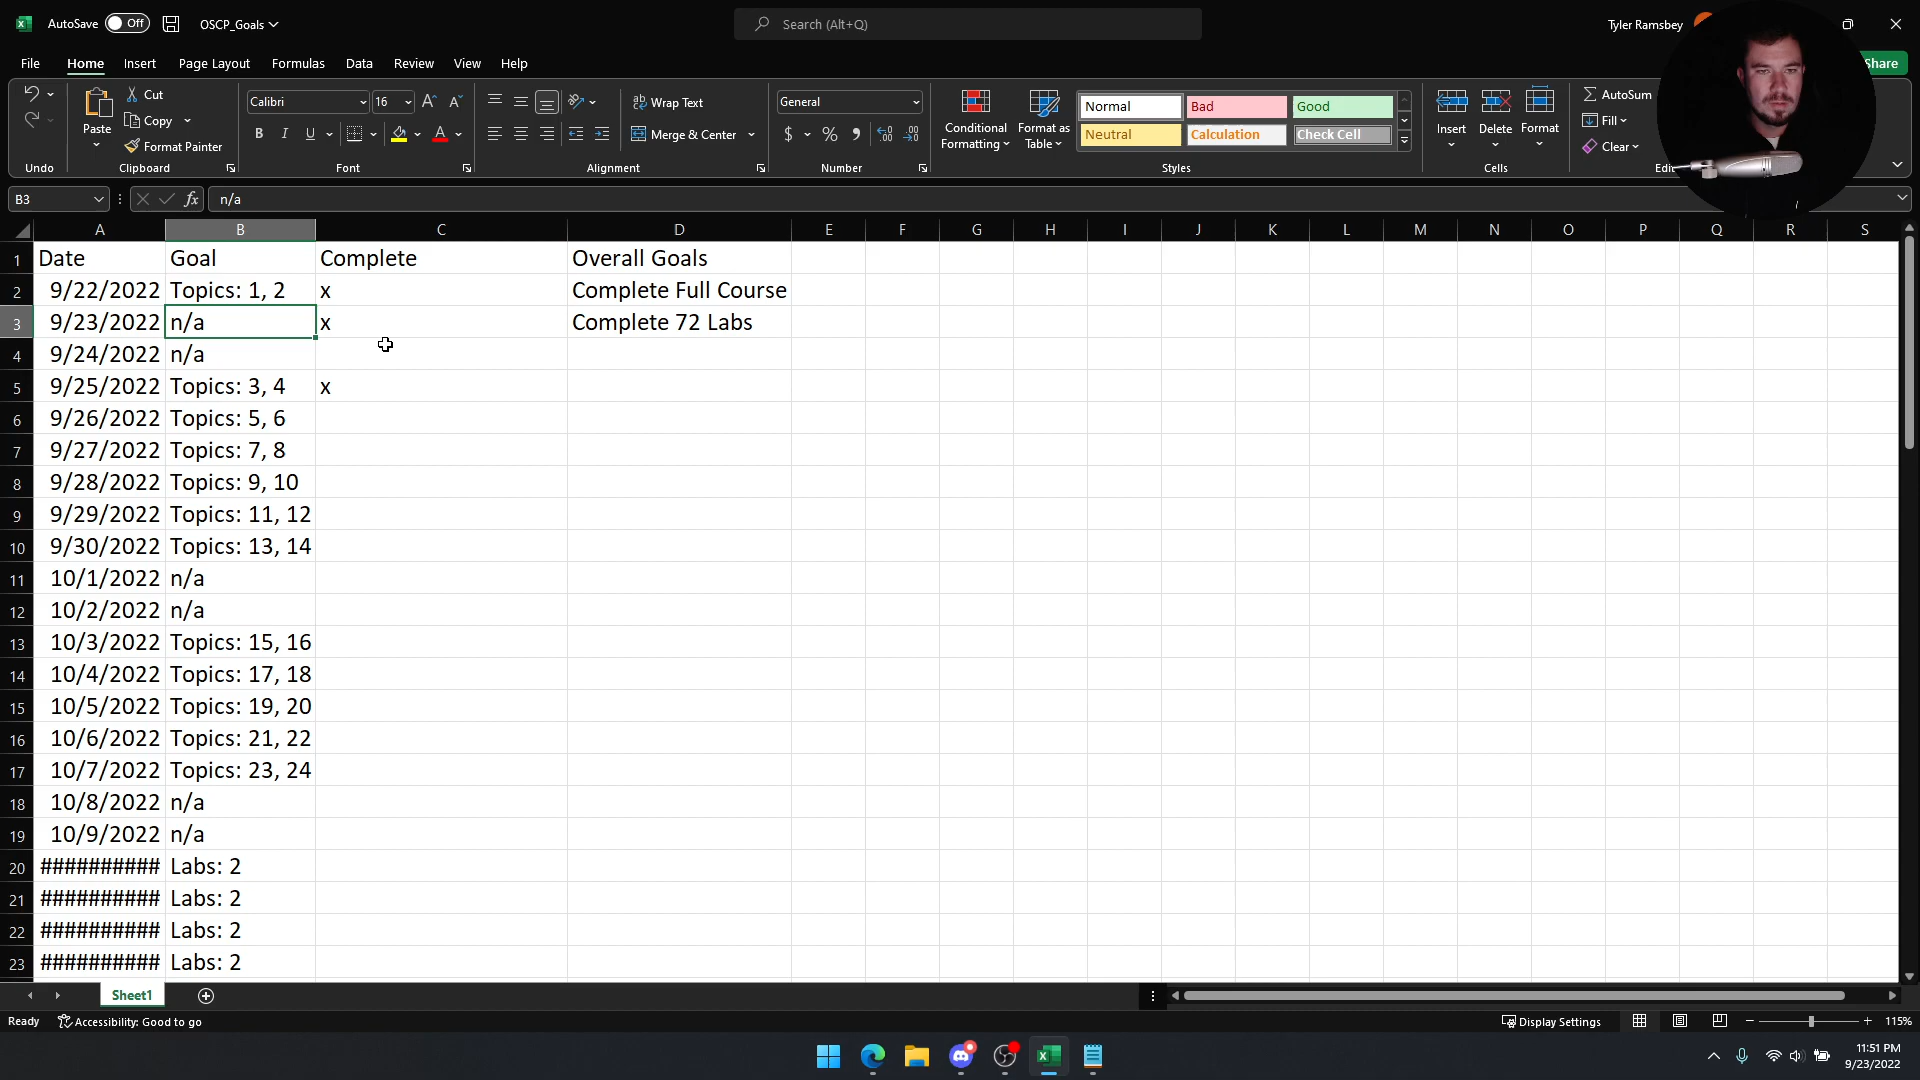 AutoSave Off OSCP_Goals Search (Alt+Q) Tyler Ramsbey
File Home Insert Page Layout Formulas Data Review View Help Share
Paste Cut Calibri 16 Wrap Text General Conditional Formatting Format as Table Normal Bad Good Insert Delete Format AutoSum
Copy B I U A Merge & Center $ % Neutral Calculation Check Cell Fill
Format Painter Clear
Undo Clipboard Font Alignment Number Styles Cells Edi
B3 fx n/a
A B C D E F G H I J K L M N O P Q R S
1 Date Goal Complete Overall Goals
2 9/22/2022 Topics: 1, 2 x Complete Full Course
3 9/23/2022 n/a x Complete 72 Labs
4 9/24/2022 n/a
5 9/25/2022 Topics: 3, 4 x
6 9/26/2022 Topics: 5, 6
7 9/27/2022 Topics: 7, 8
8 9/28/2022 Topics: 9, 10
9 9/29/2022 Topics: 11, 12
10 9/30/2022 Topics: 13, 14
11 10/1/2022 n/a
12 10/2/2022 n/a
13 10/3/2022 Topics: 15, 16
14 10/4/2022 Topics: 17, 18
15 10/5/2022 Topics: 19, 20
16 10/6/2022 Topics: 21, 22
17 10/7/2022 Topics: 23, 24
18 10/8/2022 n/a
19 10/9/2022 n/a
20 ########## Labs: 2
21 ########## Labs: 2
22 ########## Labs: 2
23 ########## Labs: 2
Sheet1
Ready Accessibility: Good to go Display Settings 115%
11:51 PM
9/23/2022